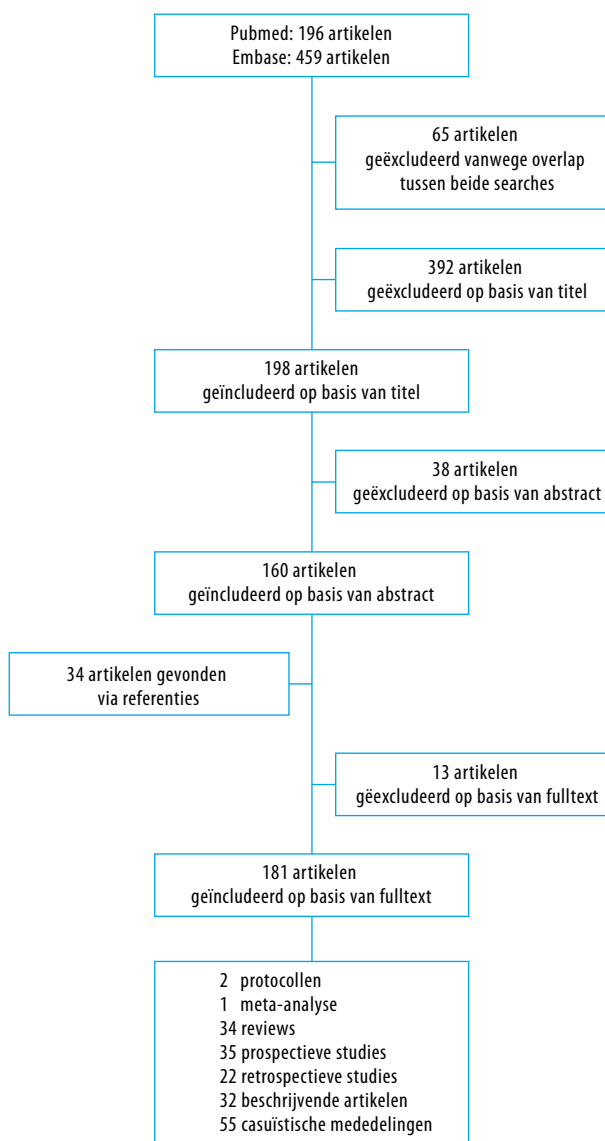 Pubmed: 196 artikelen
Embase: 459 artikelen
65 artikelen
geëxcludeerd vanwege overlap
tussen beide searches
392 artikelen
geëxcludeerd op basis van titel
198 artikelen
geïncludeerd op basis van titel
38 artikelen
geëxcludeerd op basis van abstract
160 artikelen
geïncludeerd op basis van abstract
34 artikelen gevonden
via referenties
13 artikelen
gëexcludeerd op basis van fulltext
181 artikelen
geïncludeerd op basis van fulltext
2 protocollen
1 meta-analyse
34 reviews
35 prospectieve studies
22 retrospectieve studies
32 beschrijvende artikelen
55 casuïstische mededelingen